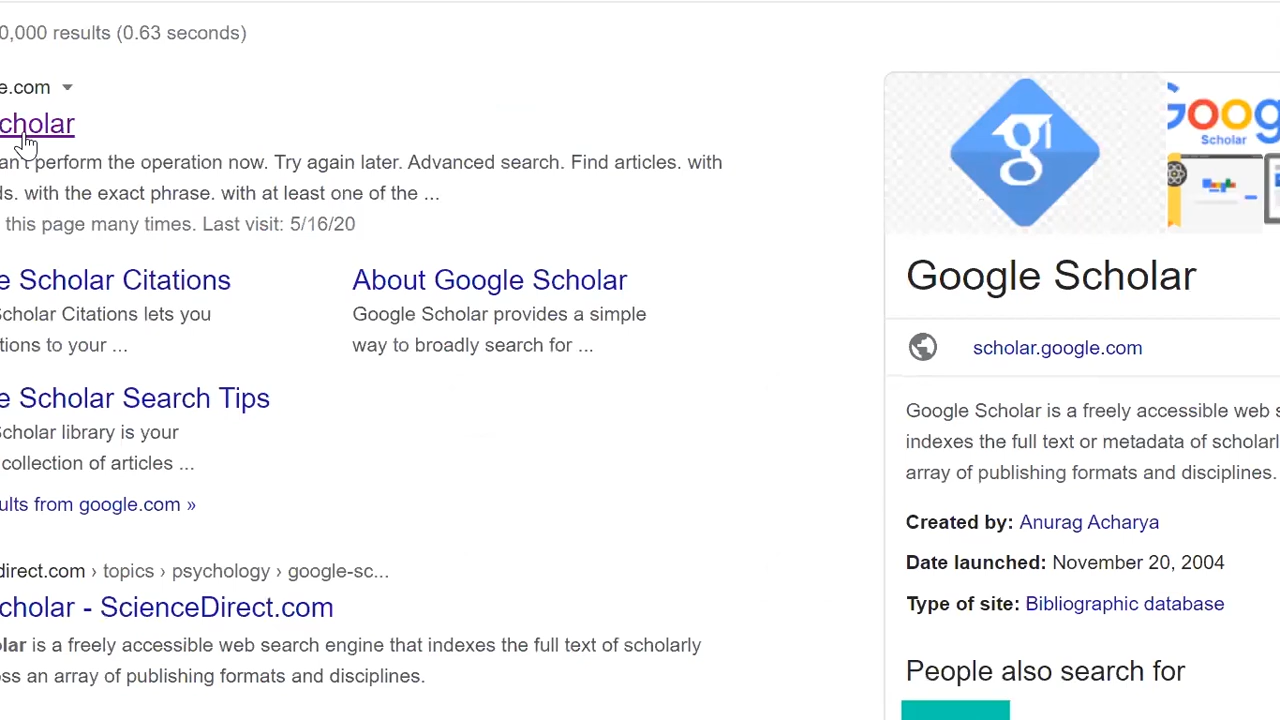 0,000 results (0.63 seconds)
e.com
cholar
an't perform the operation now. Try again later. Advanced search. Find articles. with
ds. with the exact phrase. with at least one of the ...
this page many times. Last visit: 5/16/20
e Scholar Citations
Scholar Citations lets you
tions to your ...
About Google Scholar
Google Scholar provides a simple
way to broadly search for ...
e Scholar Search Tips
Scholar library is your
collection of articles ...
ults from google.com »
direct.com › topics › psychology › google-sc...
cholar - ScienceDirect.com
lar is a freely accessible web search engine that indexes the full text of scholarly
oss an array of publishing formats and disciplines.
g
Goog
Scholar
Google Scholar
scholar.google.com
Google Scholar is a freely accessible web s
indexes the full text or metadata of scholarl
array of publishing formats and disciplines.
Created by: Anurag Acharya
Date launched: November 20, 2004
Type of site: Bibliographic database
People also search for